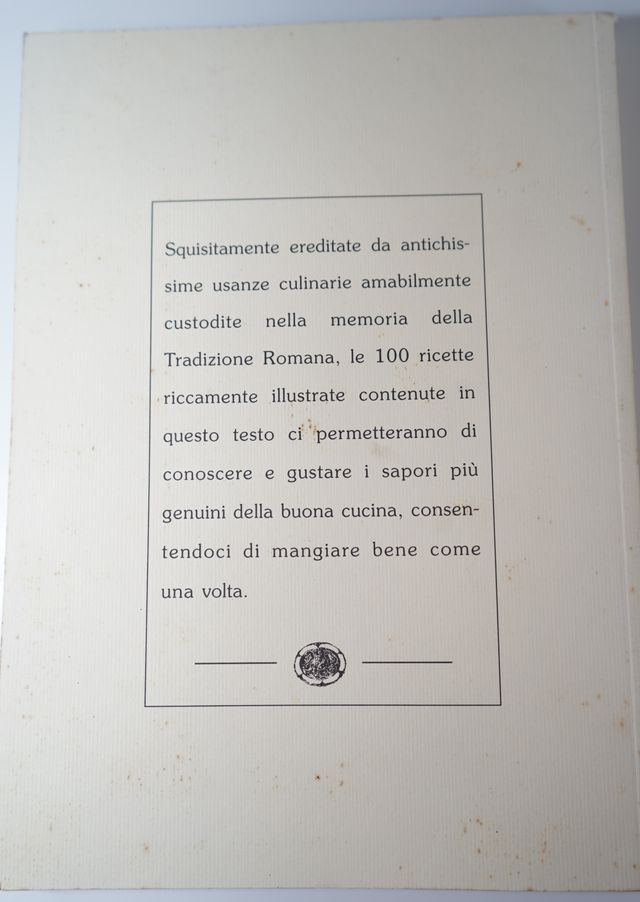 Squisitamente ereditate da antichis-
sime usanze culinarie amabilmente
custodite nella memoria della
Tradizione Romana, le 100 ricette
riccamente illustrate contenute in
questo testo ci permetteranno di
conoscere e gustare i sapori più
genuini della buona cucina, consen-
tendoci di mangiare bene come
una volta.